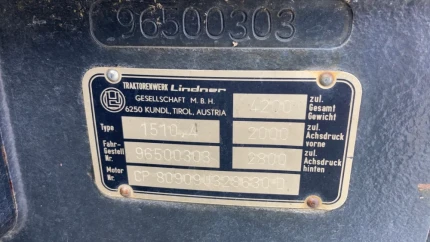 96500303
TRAKTORENWERK Lindner
GESELLSCHAFT M.B.H.
6250 KUNDL, TIROL, AUSTRIA
zul. Gesamt Gewicht
Type 1510-4 2000 zul. Achsdruck vorne
Fahr- Gestell Nr. 96500303 2800 zul. Achsdruck hinten
Motor Nr.